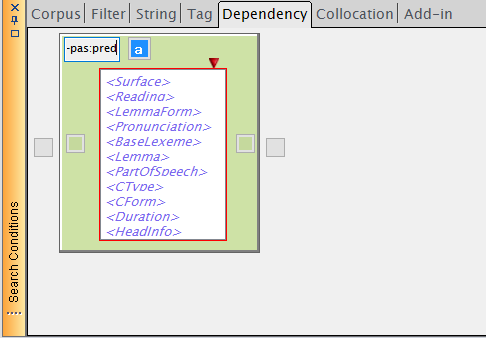 Corpus Filter String Tag Dependency Collocation Add-in
-pas:pred a
<Surface>
<Reading>
<LemmaForm>
<Pronunciation>
<BaseLexeme>
<Lemma>
<PartOfSpeech>
<CType>
<CForm>
<Duration>
<HeadInfo>
Search Conditions